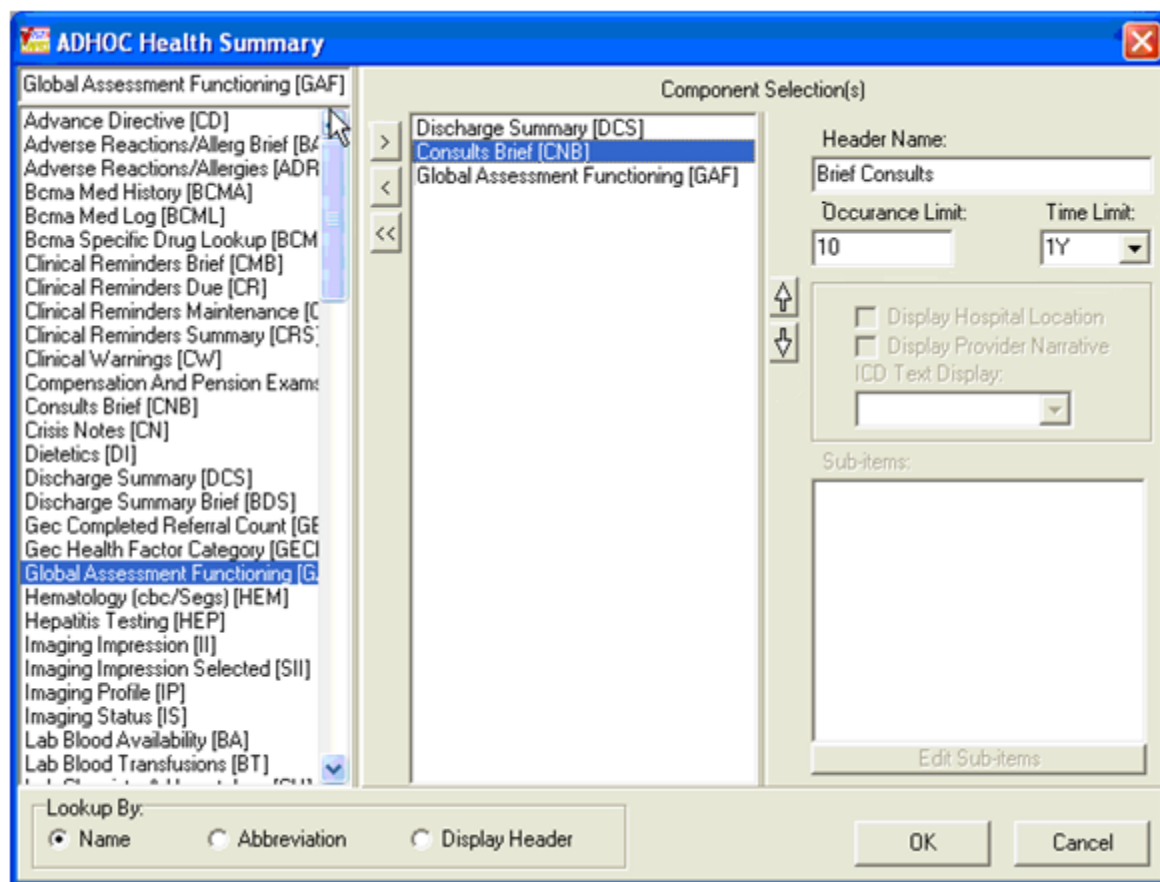 ADHOC Health Summary
Global Assessment Functioning [GAF]
Advance Directive [CD]
Adverse Reactions/Allerg Brief [BA
Adverse Reactions/Allergies [ADR
Bcma Med History [BCMA]
Bcma Med Log [BCML]
Bcma Specific Drug Lookup [BCM
Clinical Reminders Brief [CMB]
Clinical Reminders Due [CR]
Clinical Reminders Maintenance [C
Clinical Reminders Summary [CRS]
Clinical Warnings [CW]
Compensation And Pension Exams
Consults Brief [CNB]
Crisis Notes [CN]
Dietetics [DI]
Discharge Summary [DCS]
Discharge Summary Brief [BDS]
Gec Completed Referral Count [GE
Gec Health Factor Category [GECI
Global Assessment Functioning [G
Hematology (cbc/Segs) [HEM]
Hepatitis Testing [HEP]
Imaging Impression [II]
Imaging Impression Selected [SII]
Imaging Profile [IP]
Imaging Status [IS]
Lab Blood Availability [BA]
Lab Blood Transfusions [BT]
>
<
<<
Component Selection(s)
Discharge Summary [DCS]
Consults Brief [CNB]
Global Assessment Functioning [GAF]
Header Name:
Brief Consults
Occurance Limit: Time Limit:
10 1Y
Display Hospital Location
Display Provider Narrative
ICD Text Display:
Sub-items:
Edit Sub-items
Lookup By:
Name Abbreviation Display Header
OK Cancel